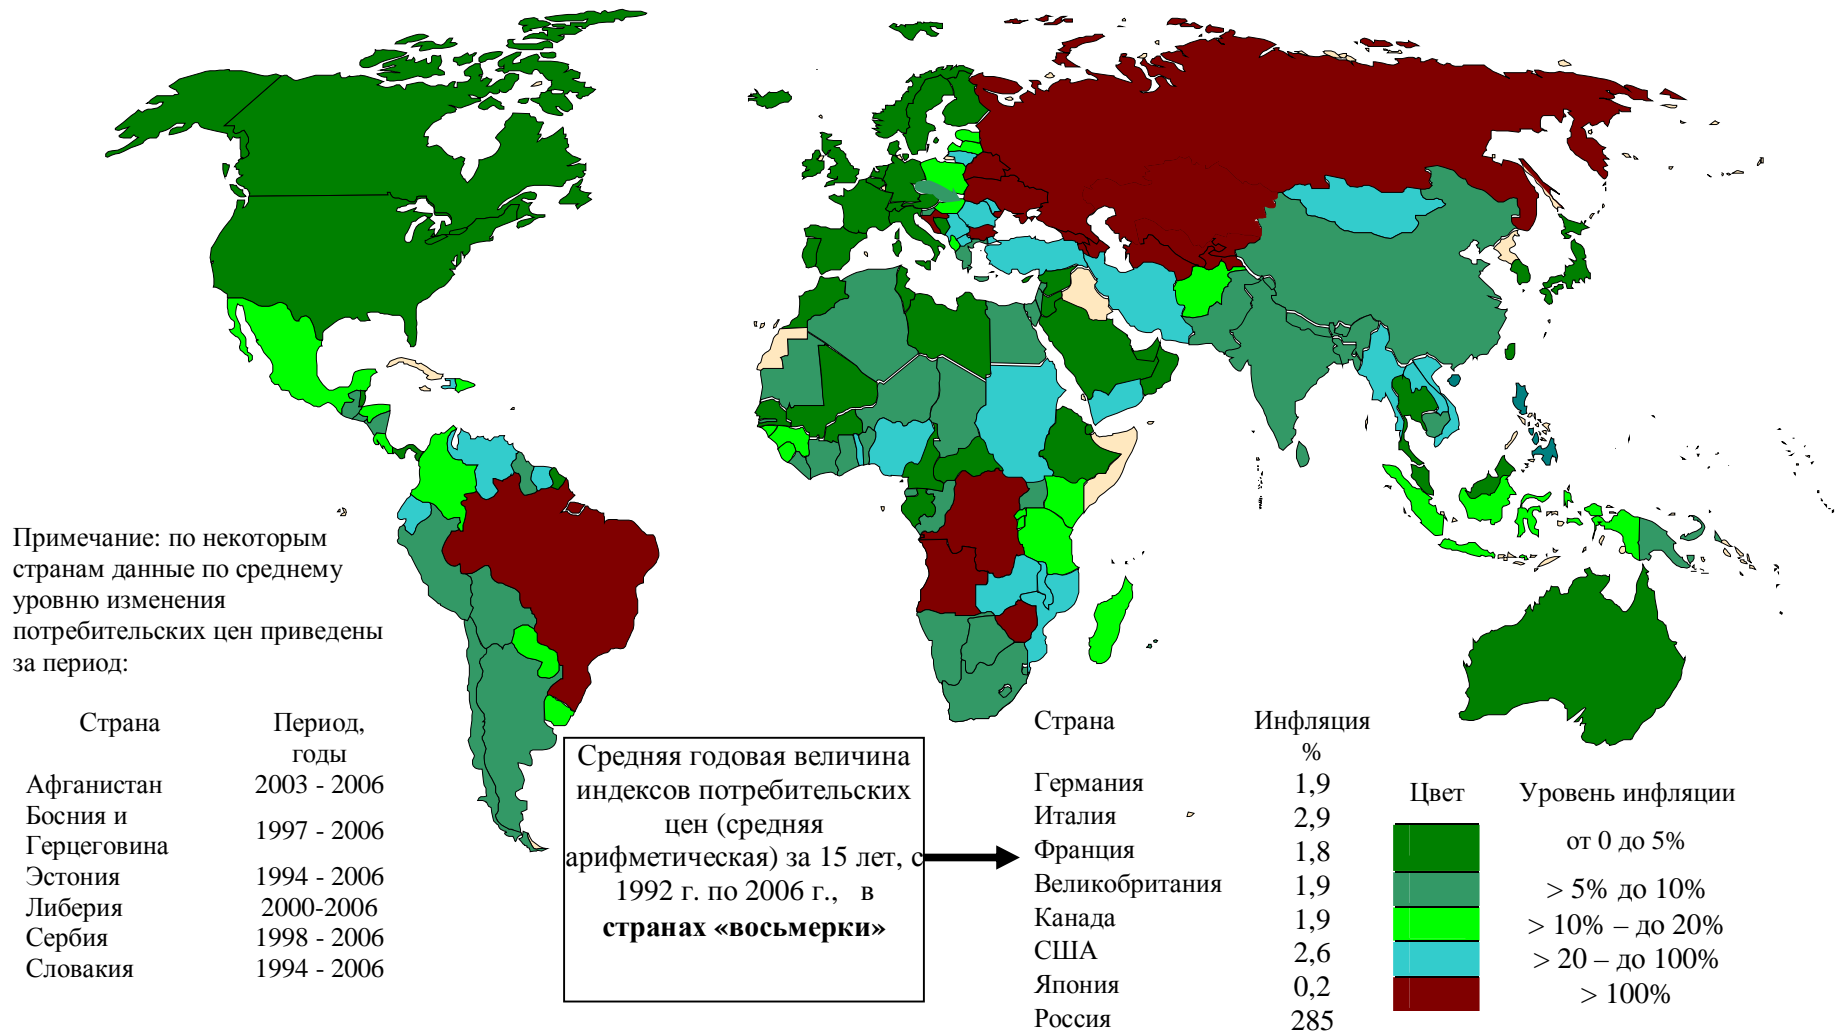 Примечание: по некоторым
странам данные по среднему
уровню изменения
потребительских цен приведены
за период:
Страна Период,
годы
Афганистан 2003 - 2006
Босния и
Герцеговина 1997 - 2006
Эстония 1994 - 2006
Либерия 2000-2006
Сербия 1998 - 2006
Словакия 1994 - 2006
Средняя годовая величина
индексов потребительских
цен (средняя
арифметическая) за 15 лет, с
1992 г. по 2006 г., в
странах «восьмерки»
Страна Инфляция
%
Германия 1,9
Италия 2,9
Франция 1,8
Великобритания 1,9
Канада 1,9
США 2,6
Япония 0,2
Россия 285
Цвет Уровень инфляции
от 0 до 5%
> 5% до 10%
> 10% – до 20%
> 20 – до 100%
> 100%